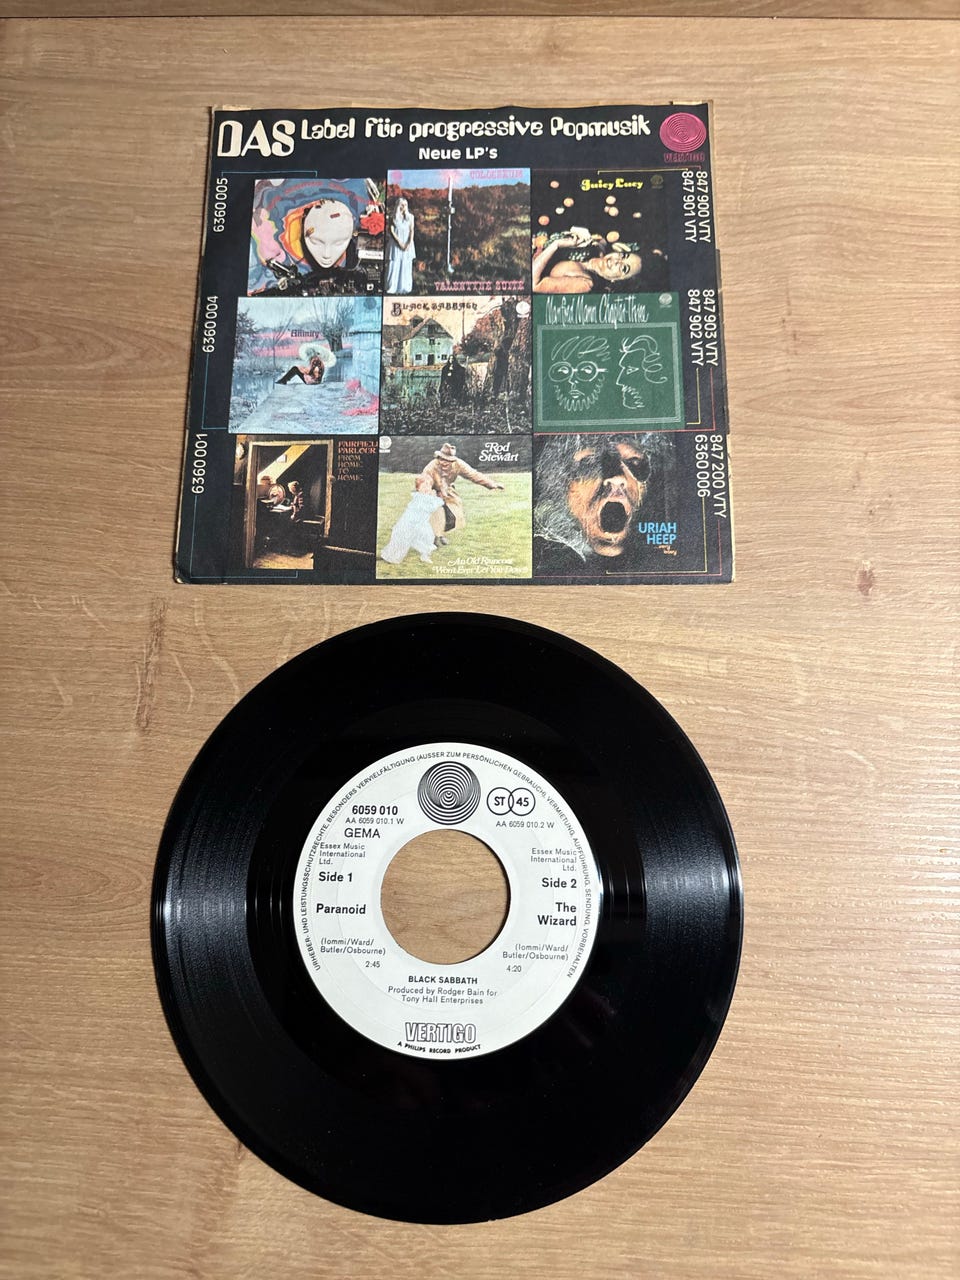 DAS Label für progressive Popmusik
Neue LP's
VERTIGO
6360 005
847 900 VTY
847 901 VTY
COLOSSEUM
VALENTYNE SUITE
Juicy Lucy
6360 004
847 903 VTY
847 902 VTY
Affinity
BLACK SABBATH
Manfred Mann Chapter Three
6360 001
847 200 VTY
6360 006
FAIRFIELD
PARLOUR
FROM
HOME
TO
HOME
Rod
Stewart
An Old Raincoat
Won't Ever Let You Down
URIAH
HEEP
very
'eavy
URHEBER- UND LEISTUNGSSCHUTZRECHTE, BESONDERS VERVIELFÄLTIGUNG (AUSSER ZUM PERSÖNLICHEN GEBRAUCH), VERMIETUNG, AUFFÜHRUNG, SENDUNG, VORBEHALTEN
6059 010
AA 6059 010.1 W
GEMA
ST 45
AA 6059 010.2 W
Essex Music
International
Ltd.
Essex Music
International
Ltd.
Side 1
Side 2
Paranoid
The
Wizard
(Iommi/Ward/
Butler/Osbourne)
2:45
(Iommi/Ward/
Butler/Osbourne)
4:20
BLACK SABBATH
Produced by Rodger Bain for
Tony Hall Enterprises
VERTIGO
A PHILIPS RECORD PRODUCT